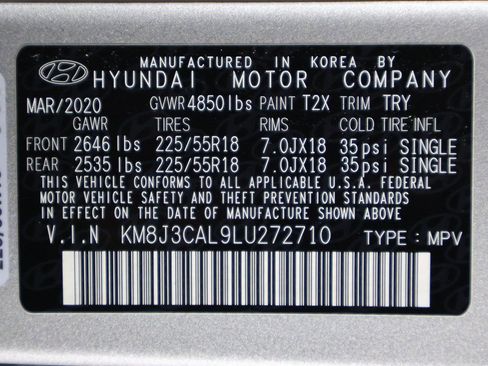 MANUFACTURED IN KOREA BY
HYUNDAI MOTOR COMPANY
MAR/2020 GVWR 4850lbs PAINT T2X TRIM TRY
GAWR TIRES RIMS COLD TIRE INFL
FRONT 2646 lbs 225/55R18 7.0JX18 35psi SINGLE
REAR 2535 lbs 225/55R18 7.0JX18 35psi SINGLE
THIS VEHICLE CONFORMS TO ALL APPLICABLE U.S.A. FEDERAL
MOTOR VEHICLE SAFETY AND THEFT PREVENTION STANDARDS
IN EFFECT ON THE DATE OF MANUFACTURE SHOWN ABOVE.
V.I.N KM8J3CAL9LU272710 TYPE : MPV